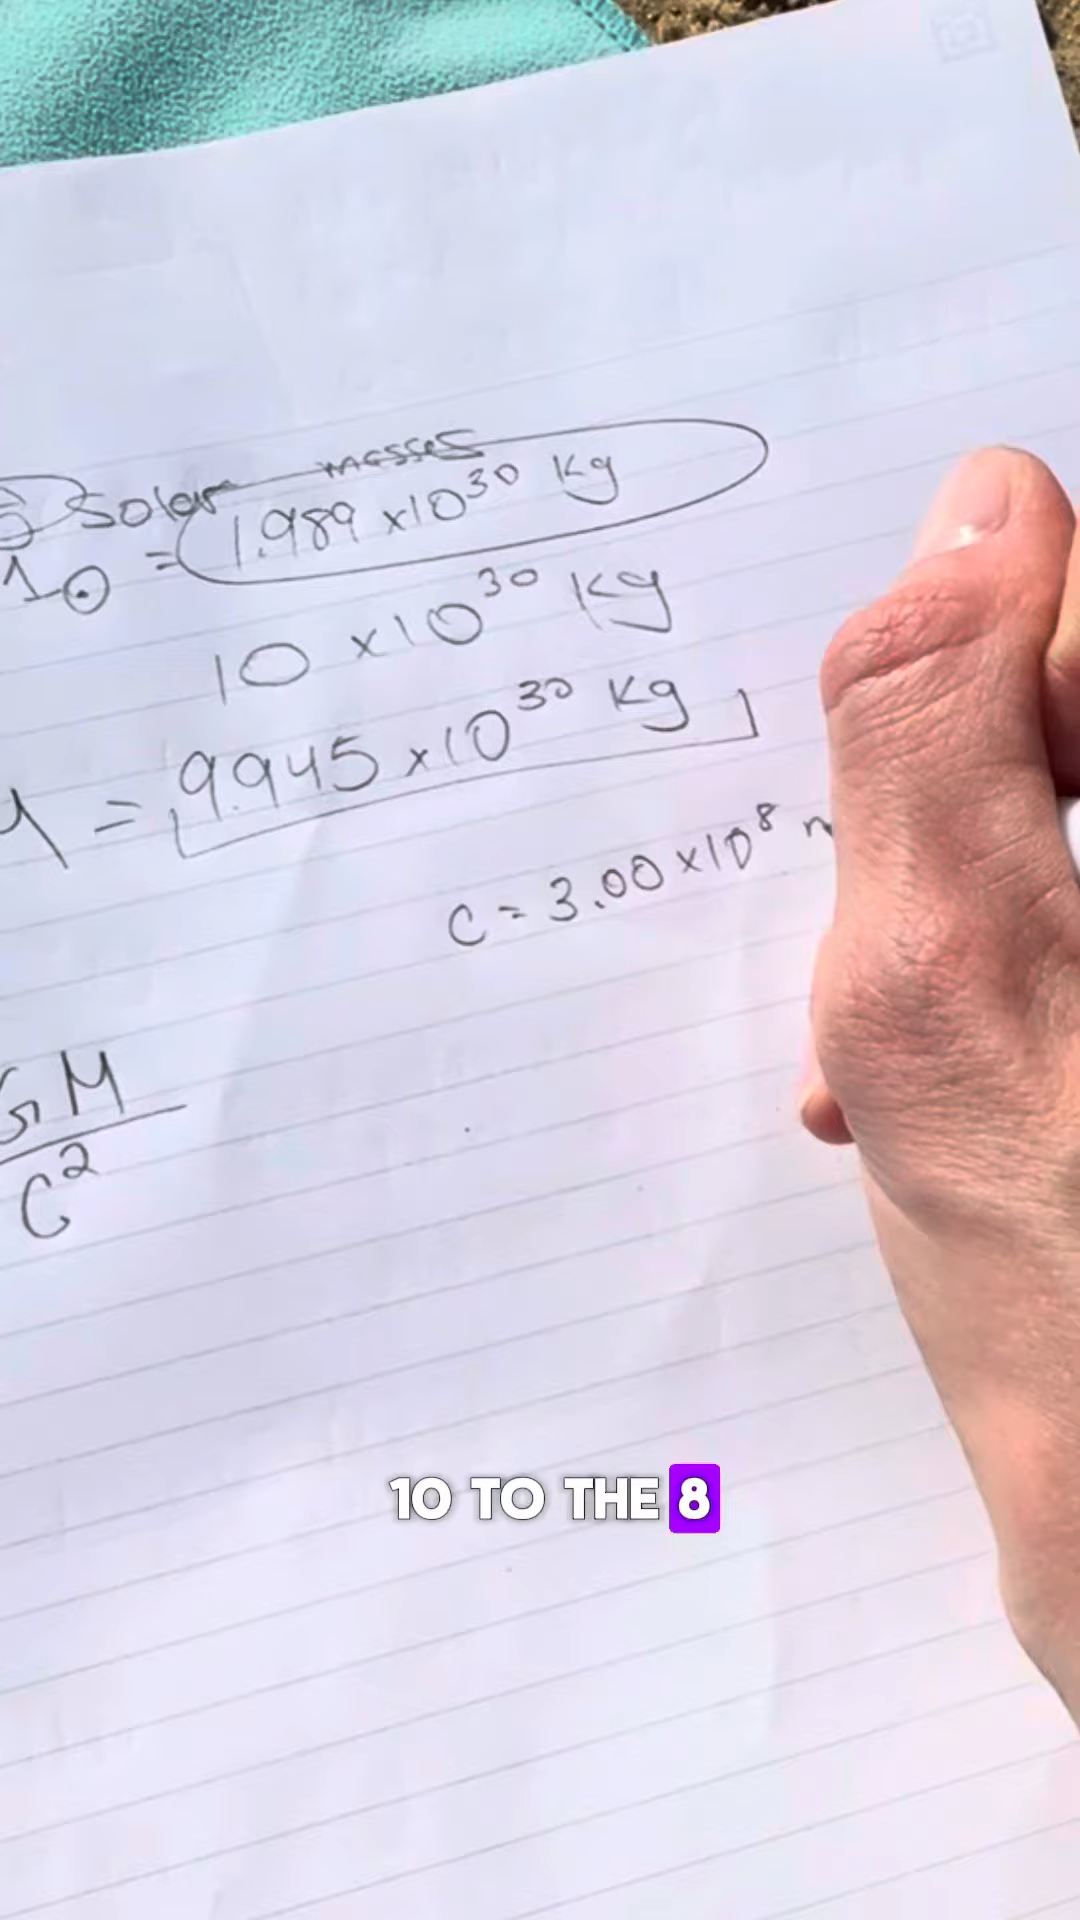 Solar masses
1⊙ = 1.989 x10³⁰ Kg
10 x10³⁰ Kg
= 9.945 x10³⁰ Kg
C = 3.00 x10⁸
GM
C²
10 TO THE 8